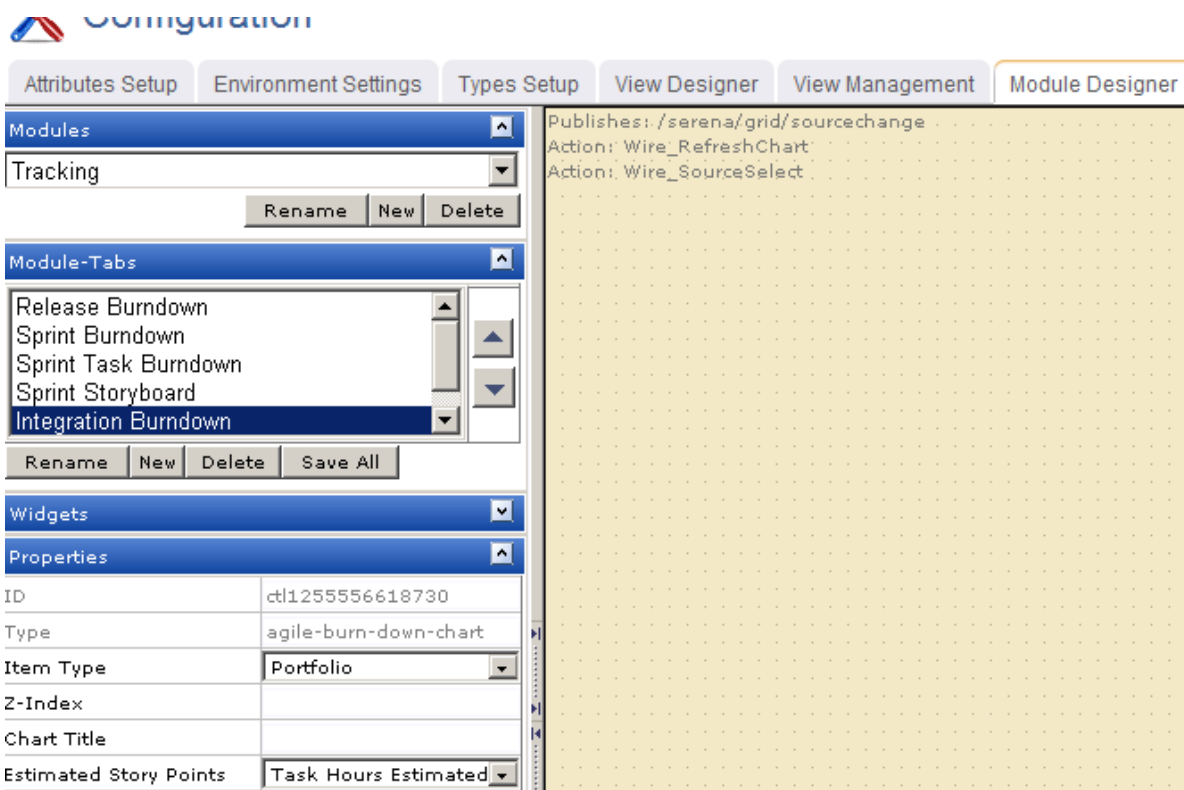 Configuration
Attributes Setup Environment Settings Types Setup View Designer View Management Module Designer
Modules
Tracking
Rename New Delete
Module-Tabs
Release Burndown
Sprint Burndown
Sprint Task Burndown
Sprint Storyboard
Integration Burndown
Rename New Delete Save All
Widgets
Properties
ID ctl1255556618730
Type agile-burn-down-chart
Item Type Portfolio
Z-Index
Chart Title
Estimated Story Points Task Hours Estimated
Publishes: /serena/grid/sourcechange
Action: Wire_RefreshChart
Action: Wire_SourceSelect